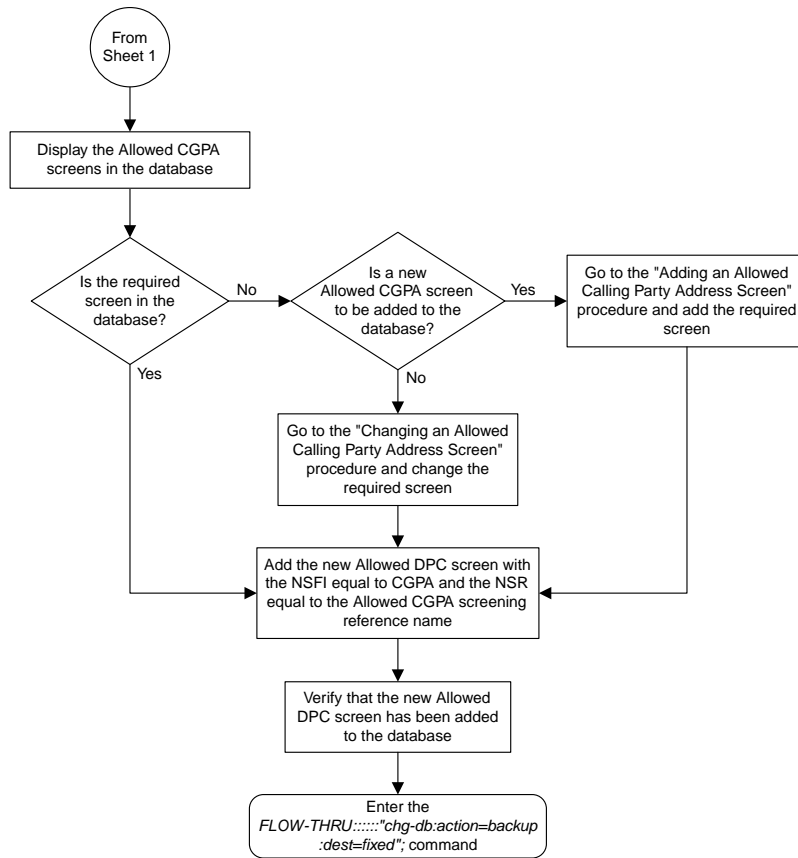 From
Sheet 1
Display the Allowed CGPA
screens in the database
Is the required
screen in the
database?
No
Yes
Is a new
Allowed CGPA screen
to be added to the
database?
Yes
No
Go to the "Adding an Allowed
Calling Party Address Screen"
procedure and add the required
screen
Go to the "Changing an Allowed
Calling Party Address Screen"
procedure and change the
required screen
Add the new Allowed DPC screen with
the NSFI equal to CGPA and the NSR
equal to the Allowed CGPA screening
reference name
Verify that the new Allowed
DPC screen has been added
to the database
Enter the
FLOW-THRU::::::"chg-db:action=backup
:dest=fixed"; command